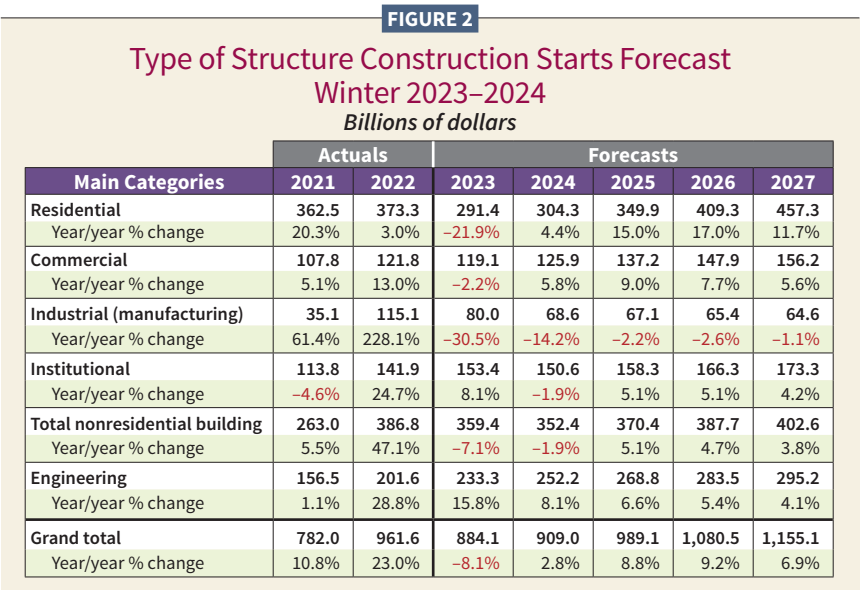 FIGURE 2
Type of Structure Construction Starts Forecast
Winter 2023–2024
Billions of dollars
Actuals Forecasts
Main Categories 2021 2022 2023 2024 2025 2026 2027
Residential 362.5 373.3 291.4 304.3 349.9 409.3 457.3
Year/year % change 20.3% 3.0% –21.9% 4.4% 15.0% 17.0% 11.7%
Commercial 107.8 121.8 119.1 125.9 137.2 147.9 156.2
Year/year % change 5.1% 13.0% –2.2% 5.8% 9.0% 7.7% 5.6%
Industrial (manufacturing) 35.1 115.1 80.0 68.6 67.1 65.4 64.6
Year/year % change 61.4% 228.1% –30.5% –14.2% –2.2% –2.6% –1.1%
Institutional 113.8 141.9 153.4 150.6 158.3 166.3 173.3
Year/year % change –4.6% 24.7% 8.1% –1.9% 5.1% 5.1% 4.2%
Total nonresidential building 263.0 386.8 359.4 352.4 370.4 387.7 402.6
Year/year % change 5.5% 47.1% –7.1% –1.9% 5.1% 4.7% 3.8%
Engineering 156.5 201.6 233.3 252.2 268.8 283.5 295.2
Year/year % change 1.1% 28.8% 15.8% 8.1% 6.6% 5.4% 4.1%
Grand total 782.0 961.6 884.1 909.0 989.1 1,080.5 1,155.1
Year/year % change 10.8% 23.0% –8.1% 2.8% 8.8% 9.2% 6.9%